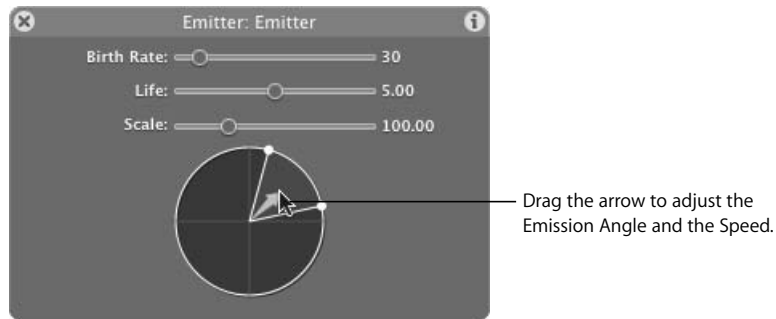 Emitter: Emitter
Birth Rate: 30
Life: 5.00
Scale: 100.00
Drag the arrow to adjust the
Emission Angle and the Speed.